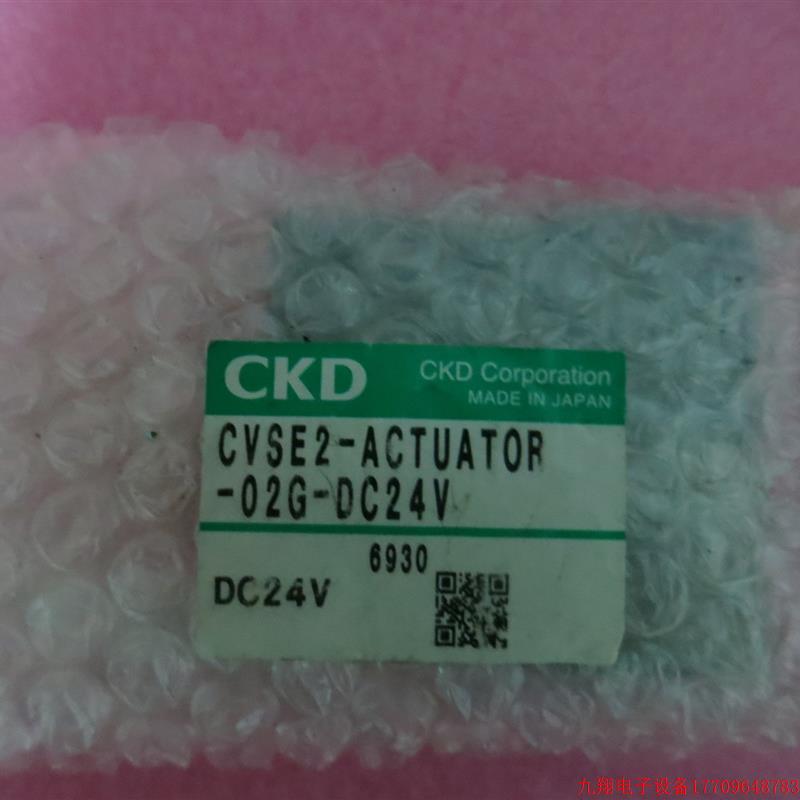 CKD
CKD Corporation
MADE IN JAPAN
CVSE2-ACTUATOR
-02G-DC24V
6930
DC24V
九翔电子设备17709648783